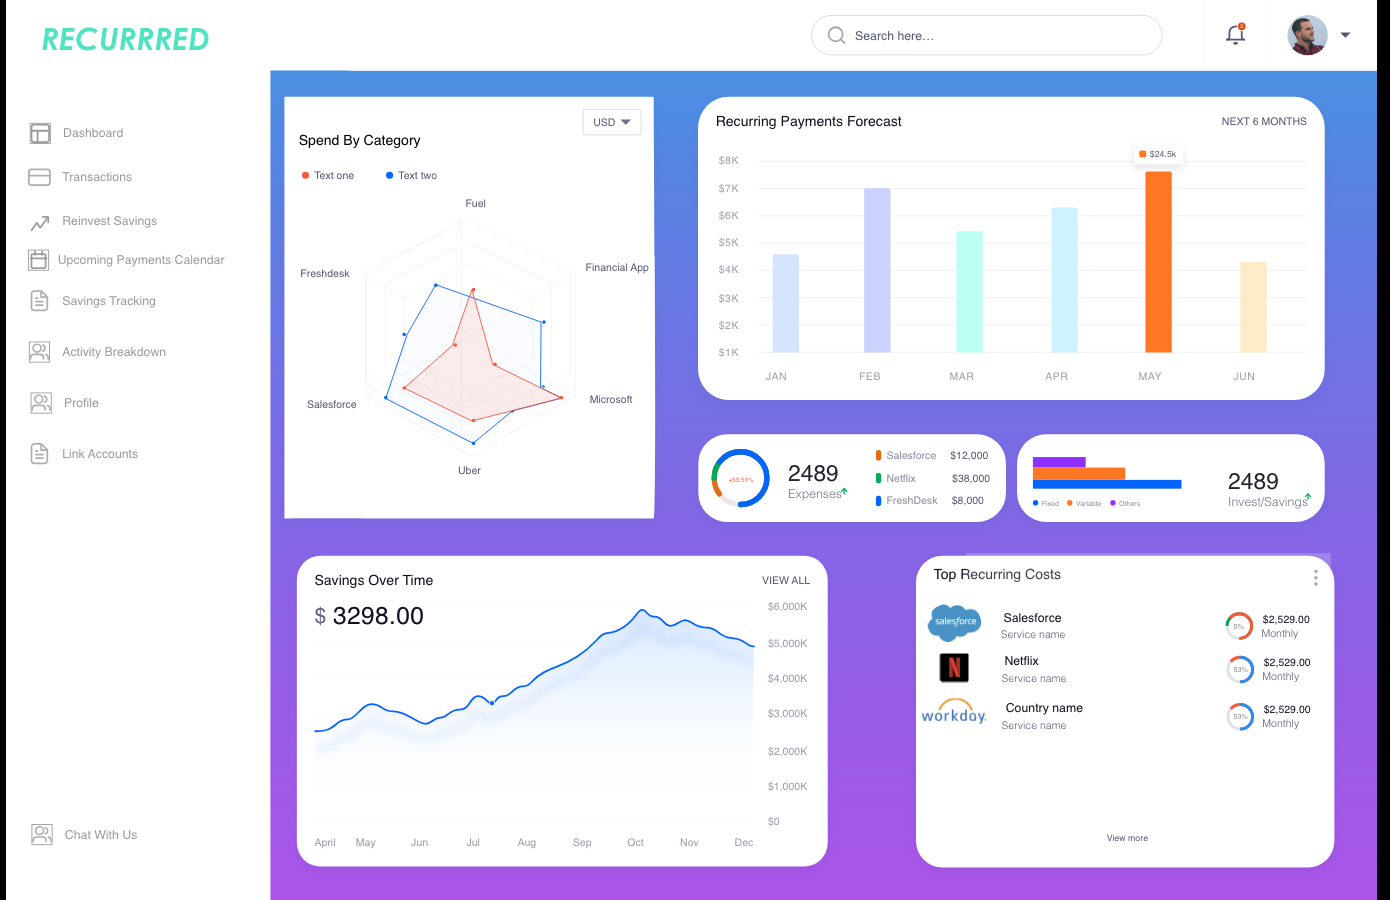 RECURRRED
Search here...
5
Dashboard
Transactions
Reinvest Savings
Upcoming Payments Calendar
Savings Tracking
Activity Breakdown
Profile
Link Accounts
Chat With Us
USD
Spend By Category
Text one
Text two
Fuel
Financial App
Freshdesk
Salesforce
Microsoft
Uber
Recurring Payments Forecast
NEXT 6 MONTHS
$24.5k
$8K
$7K
$6K
$5K
$4K
$3K
$2K
$1K
JAN FEB MAR APR MAY JUN
+53.51%
2489
Expenses
Salesforce $12,000
Netflix $38,000
FreshDesk $8,000
Fixed Variable Others
2489
Invest/Savings
Savings Over Time
VIEW ALL
$ 3298.00
$6,000K
$5,000K
$4,000K
$3,000K
$2,000K
$1,000K
$0
April May Jun Jul Aug Sep Oct Nov Dec
Top Recurring Costs
salesforce
Salesforce
Service name
0%
$2,529.00
Monthly
N
Netflix
Service name
53%
$2,529.00
Monthly
workday.
Country name
Service name
53%
$2,529.00
Monthly
View more